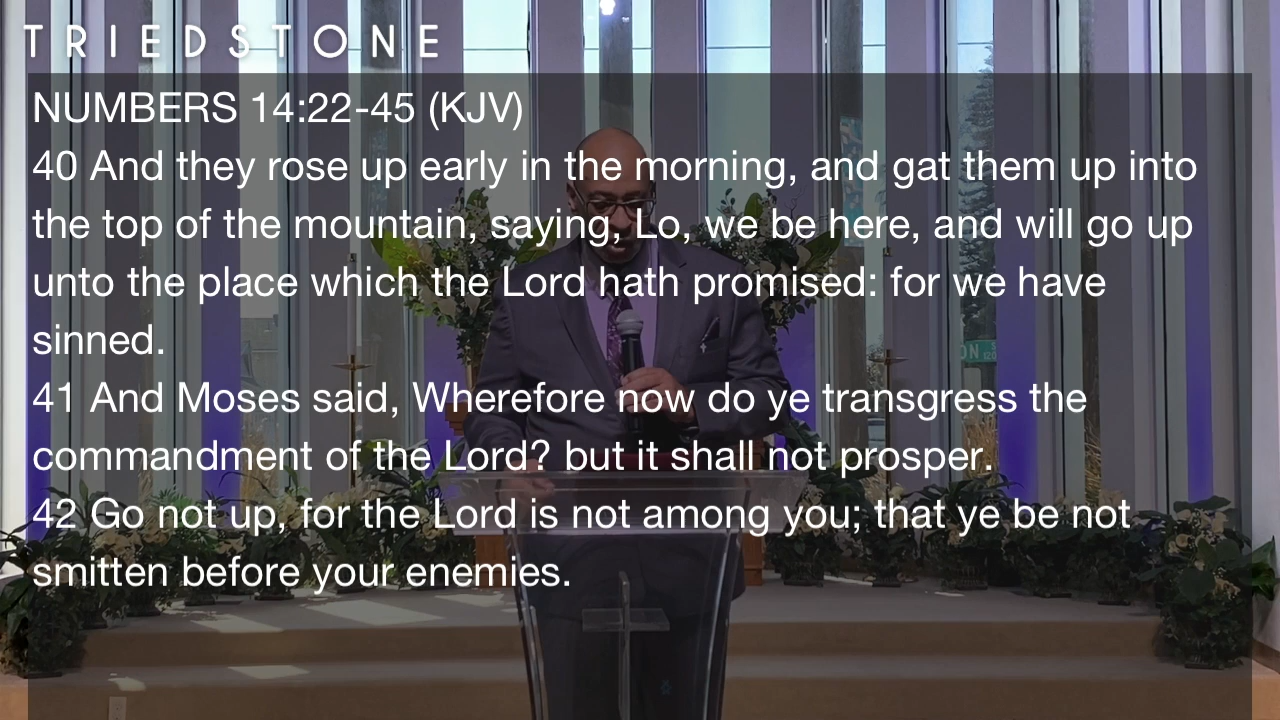 TRIEDSTONE
NUMBERS 14:22-45 (KJV)
40 And they rose up early in the morning, and gat them up into
the top of the mountain, saying, Lo, we be here, and will go up
unto the place which the Lord hath promised: for we have
sinned.
41 And Moses said, Wherefore now do ye transgress the
commandment of the Lord? but it shall not prosper.
42 Go not up, for the Lord is not among you; that ye be not
smitten before your enemies.